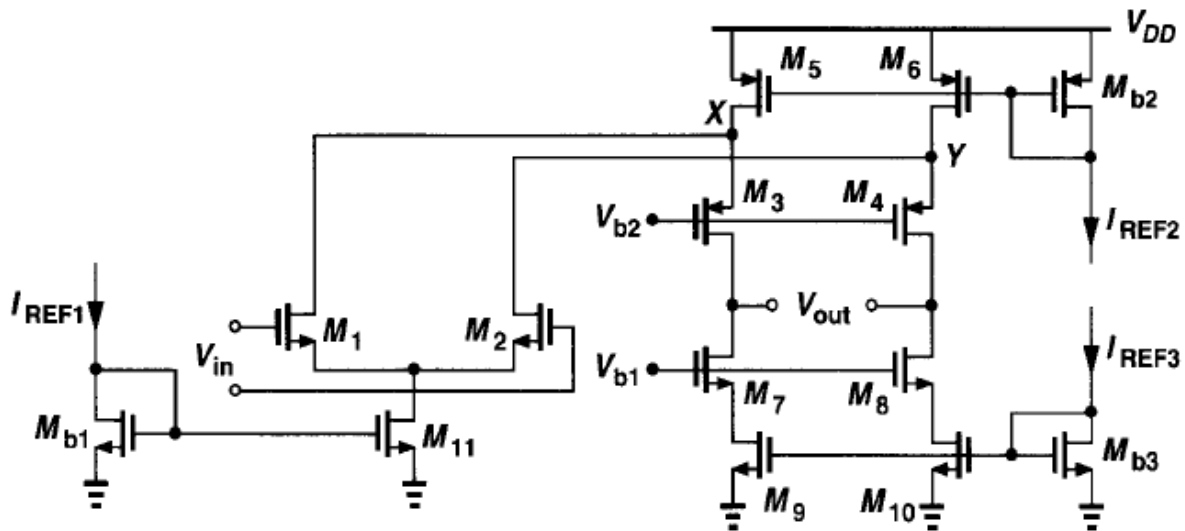 V_DD
M_5
M_6
M_b2
X
Y
M_3
M_4
V_b2
I_REF2
I_REF1
M_1
M_2
V_out
V_in
V_b1
I_REF3
M_7
M_8
M_b1
M_11
M_b3
M_9
M_10